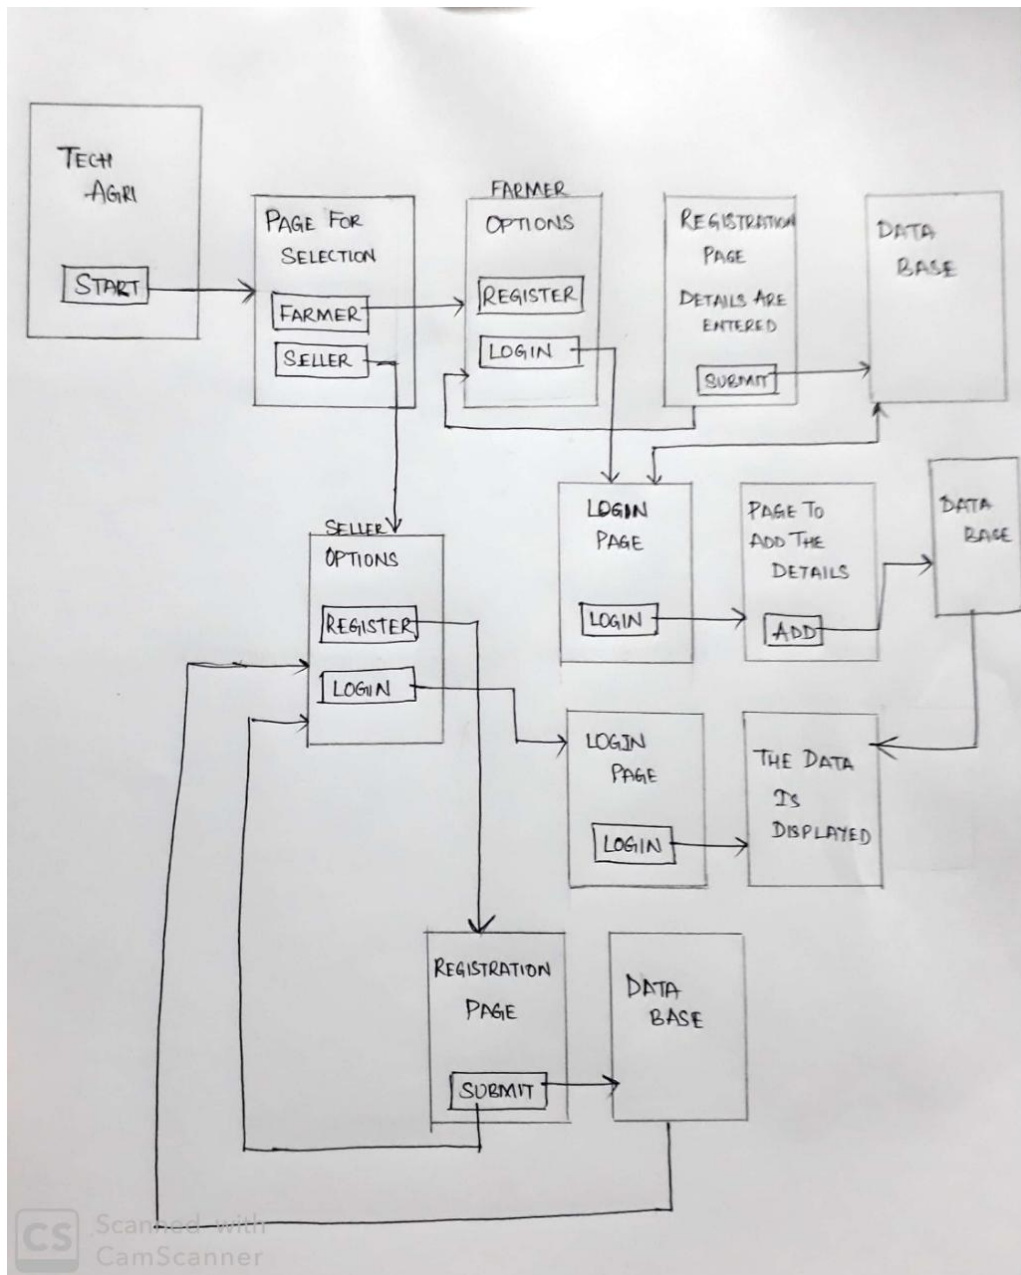 TECH
AGRI
START
PAGE FOR
SELECTION
FARMER
SELLER
FARMER
OPTIONS
REGISTER
LOGIN
REGISTRATION
PAGE
DETAILS ARE
ENTERED
SUBMIT
DATA
BASE
LOGIN
PAGE
LOGIN
PAGE TO
ADD THE
DETAILS
ADD
DATA
BASE
SELLER
OPTIONS
REGISTER
LOGIN
LOGIN
PAGE
LOGIN
THE DATA
IS
DISPLAYED
REGISTRATION
PAGE
SUBMIT
DATA
BASE
CS
Scanned with
CamScanner